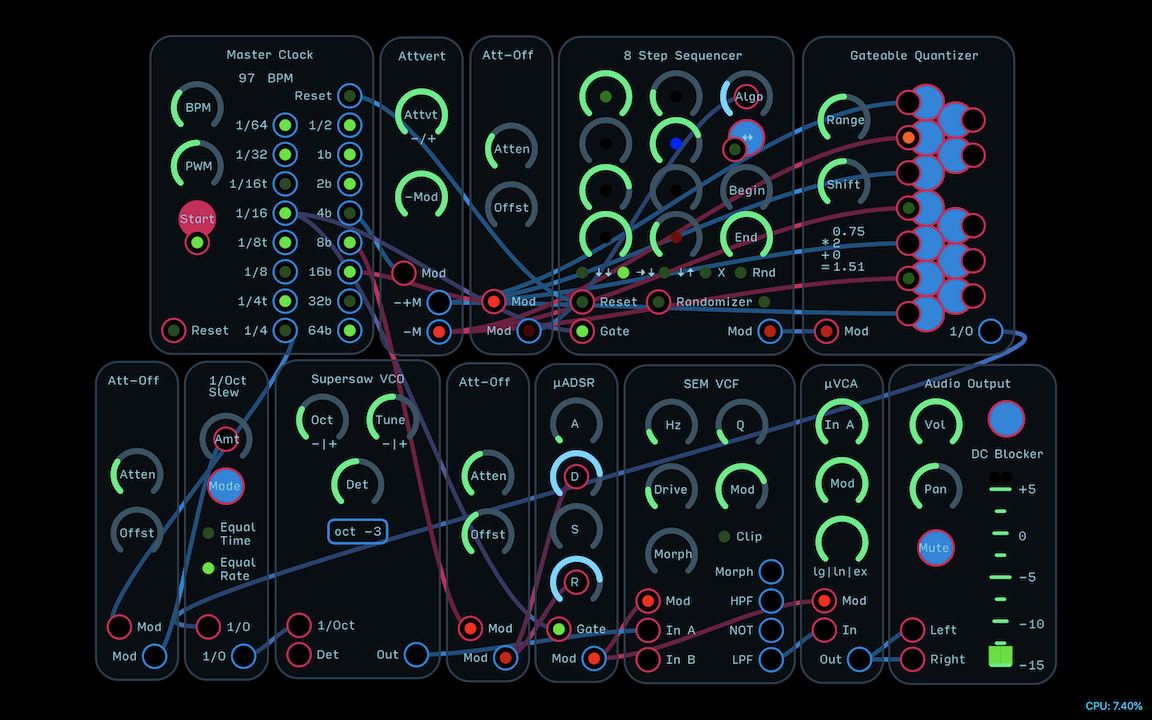 Master Clock
97 BPM
BPM
PWM
Start
Reset
1/64 1/2
1/32 1b
1/16t 2b
1/16 4b
1/8t 8b
1/8 16b
1/4t 32b
1/4 64b
Reset
Attvert
Attvt
-/+
-Mod
Mod
-+M
-M
Att-Off
Atten
Offst
Mod
Mod
8 Step Sequencer
Algo
↔
Begin
End
↓↓ →↓ ↓↑ X Rnd
Reset Randomizer
Gate Mod
Gateable Quantizer
Range
Shift
0.75
*2
+0
=1.51
Mod 1/O
Att-Off
Atten
Offst
Mod
Mod
1/Oct
Slew
Amt
Mode
Equal
Time
Equal
Rate
1/O
1/O
Supersaw VCO
Oct Tune
-|+ -|+
Det
oct -3
1/Oct
Det Out
Att-Off
Atten
Offst
Mod
Mod
µADSR
A
D
S
R
Gate
Mod
SEM VCF
Hz Q
Drive Mod
Morph Clip
Morph
Mod HPF
In A NOT
In B LPF
µVCA
In A
Mod
lg|ln|ex
Mod
In
Out
Audio Output
Vol
DC Blocker
Pan
Mute
+5
0
-5
-10
-15
Left
Right
CPU: 7.40%